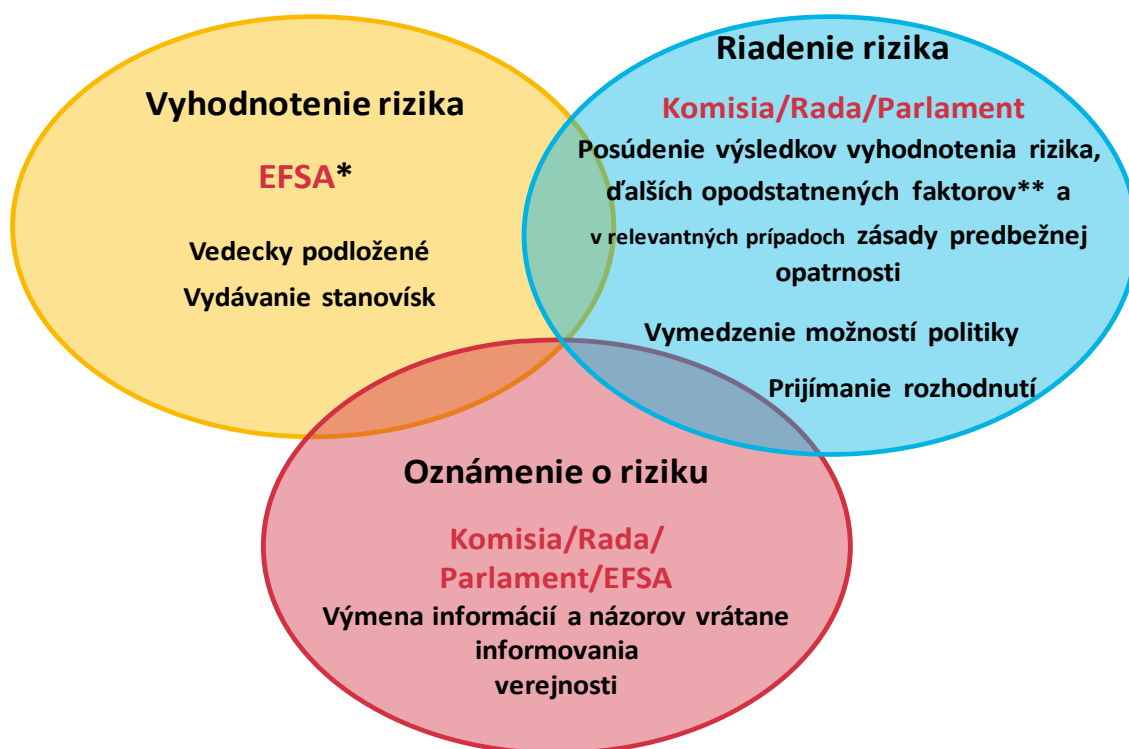 Vyhodnotenie rizika
EFSA*
Vedecky podložené
Vydávanie stanovísk
Riadenie rizika
Komisia/Rada/Parlament
Posúdenie výsledkov vyhodnotenia rizika,
ďalších opodstatnených faktorov** a
v relevantných prípadoch zásady predbežnej
opatrnosti
Vymedzenie možností politiky
Prijímanie rozhodnutí
Oznámenie o riziku
Komisia/Rada/
Parlament/EFSA
Výmena informácií a názorov vrátane
informovania
verejnosti